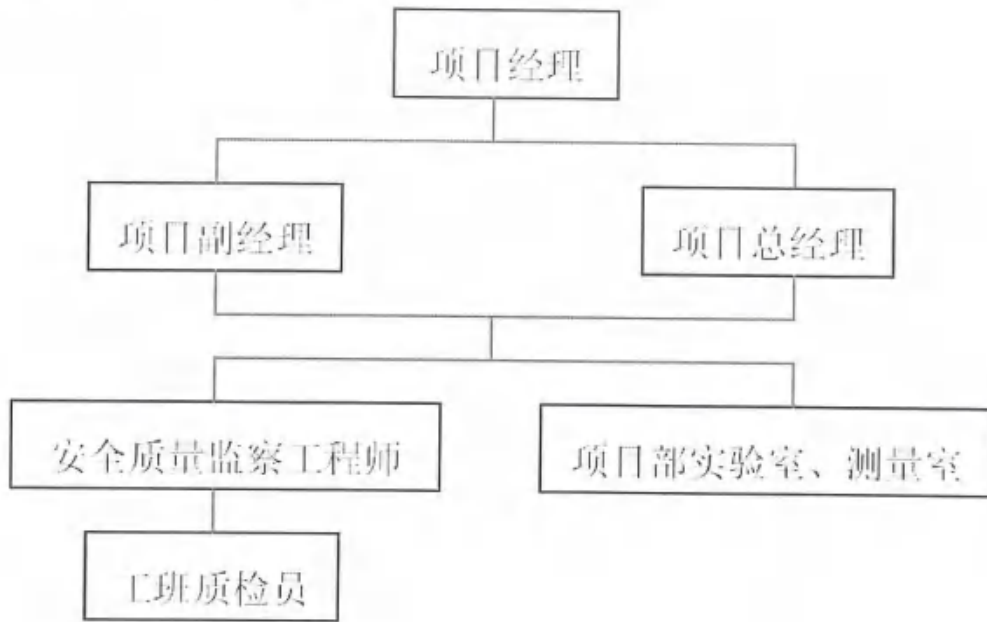 项目经理
项目副经理
项目总经理
安全质量监察工程师
项目部实验室、测量室
工班质检员